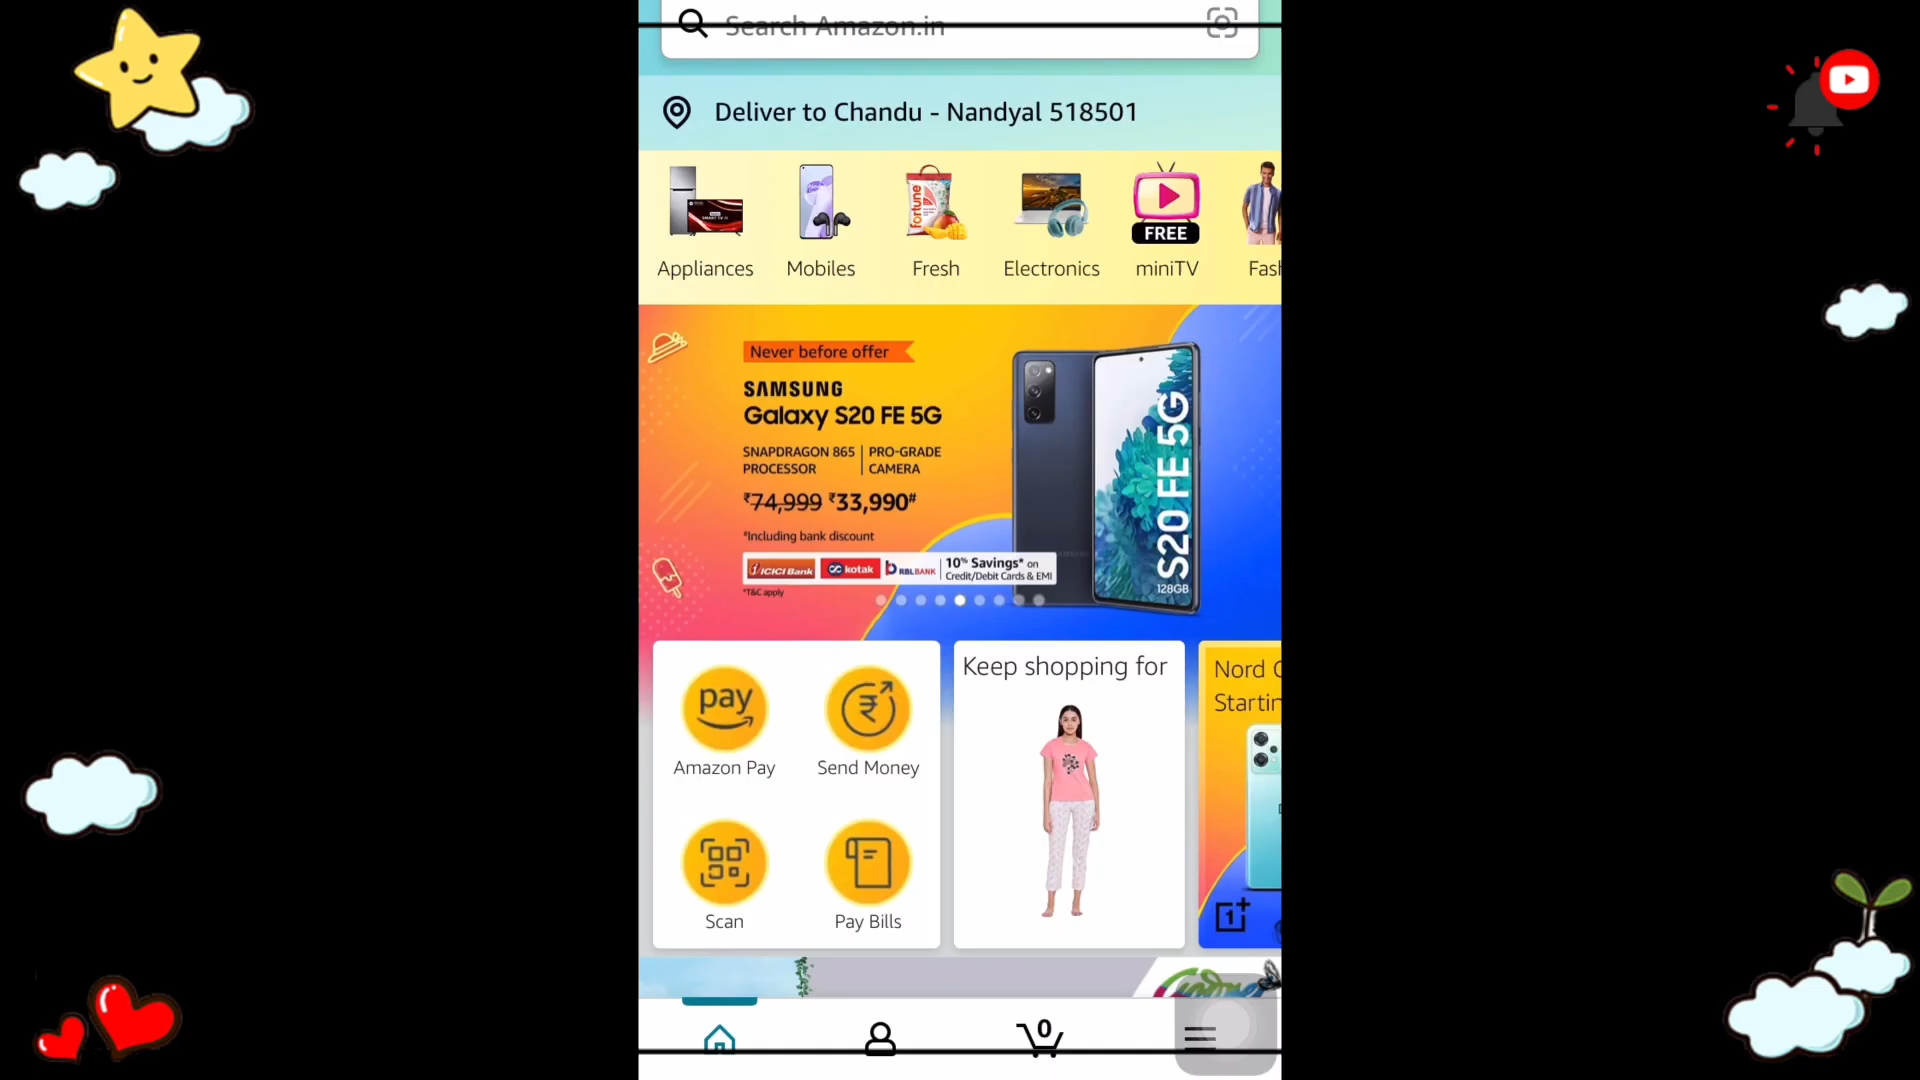 Search Amazon.in
Deliver to Chandu - Nandyal 518501
Appliances
Mobiles
fortune
Fresh
Electronics
FREE
miniTV
Fash
Never before offer
SAMSUNG
Galaxy S20 FE 5G
SNAPDRAGON 865 PROCESSOR
PRO-GRADE CAMERA
₹74,999 ₹33,990#
#Including bank discount
ICICI Bank kotak RBLBANK 10% Savings* on Credit/Debit Cards & EMI
*T&C apply
S20 FE 5G
128GB
pay
Amazon Pay
Send Money
Scan
Pay Bills
Keep shopping for
Nord
Startin
1+
0